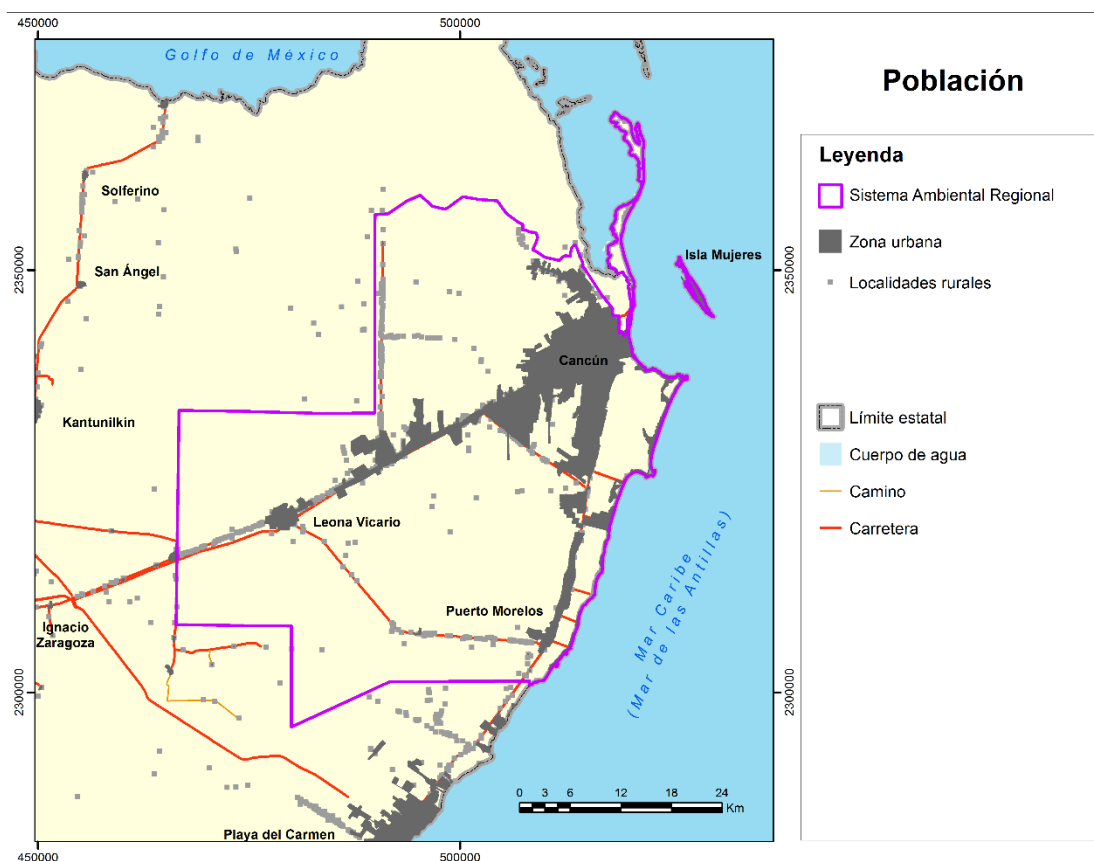 450000
500000
Golfo de México
Población
Leyenda
Sistema Ambiental Regional
Zona urbana
Localidades rurales
Límite estatal
Cuerpo de agua
Camino
Carretera
Solferino
San Ángel
Isla Mujeres
2350000
2350000
Cancún
Kantunilkín
Leona Vicario
Puerto Morelos
Ignacio
Zaragoza
Mar Caribe
(Mar de las Antillas)
2300000
2300000
0 3 6 12 18 24
Km
Playa del Carmen
450000
500000